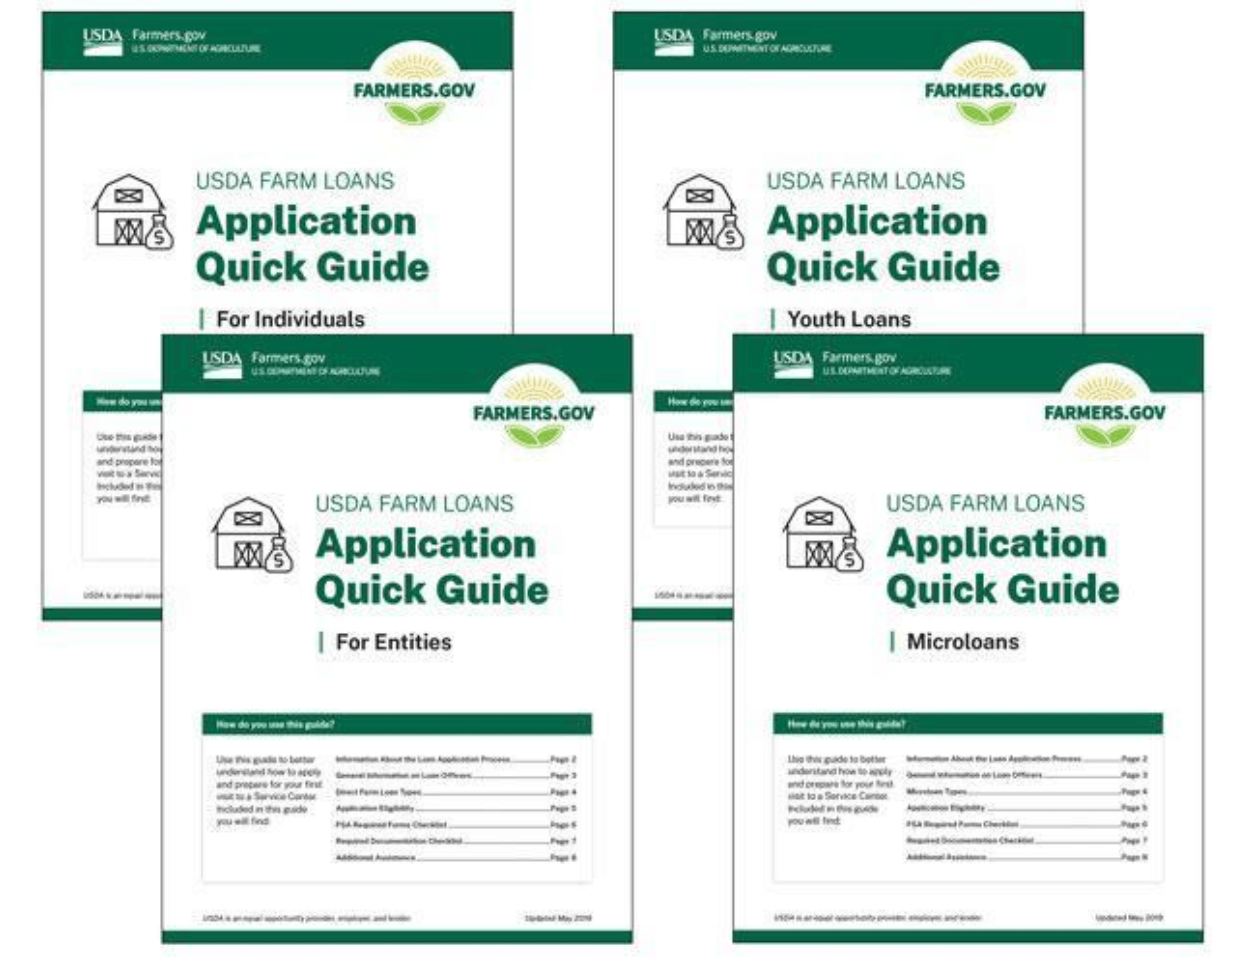 USDA Farmers.gov
U.S. DEPARTMENT OF AGRICULTURE
FARMERS.GOV
USDA FARM LOANS
Application
Quick Guide
For Individuals
How do you
Use this guide
understand how
and prepare for
visit to a
Included in this
you will find:
USDA is an equal
USDA Farmers.gov
U.S. DEPARTMENT OF AGRICULTURE
FARMERS.GOV
USDA FARM LOANS
Application
Quick Guide
Youth Loans
How do you
Use this guide
understand how
and prepare for
visit to a
Included in this
you will find:
USDA is an equal
USDA Farmers.gov
U.S. DEPARTMENT OF AGRICULTURE
FARMERS.GOV
USDA FARM LOANS
Application
Quick Guide
For Entities
How do you use this guide?
Use this guide to better
understand how to apply
and prepare for your first
visit to a Service Center.
Included in this guide
you will find:
Information About the Loan Application Process Page 2
General Information on Loan Officers Page 3
Direct Farm Loan Types Page 4
Application Eligibility Page 5
FSA Required Forms Checklist Page 6
Required Documentation Checklist Page 7
Additional Assistance Page 8
USDA is an equal opportunity provider, employer, and lender.
Updated May 2019
USDA Farmers.gov
U.S. DEPARTMENT OF AGRICULTURE
FARMERS.GOV
USDA FARM LOANS
Application
Quick Guide
Microloans
How do you use this guide?
Use this guide to better
understand how to apply
and prepare for your first
visit to a Service Center.
Included in this guide
you will find:
Information About the Loan Application Process Page 2
General Information on Loan Officers Page 3
Microloan Types Page 4
Application Eligibility Page 5
FSA Required Forms Checklist Page 6
Required Documentation Checklist Page 7
Additional Assistance Page 8
USDA is an equal opportunity provider, employer, and lender.
Updated May 2019